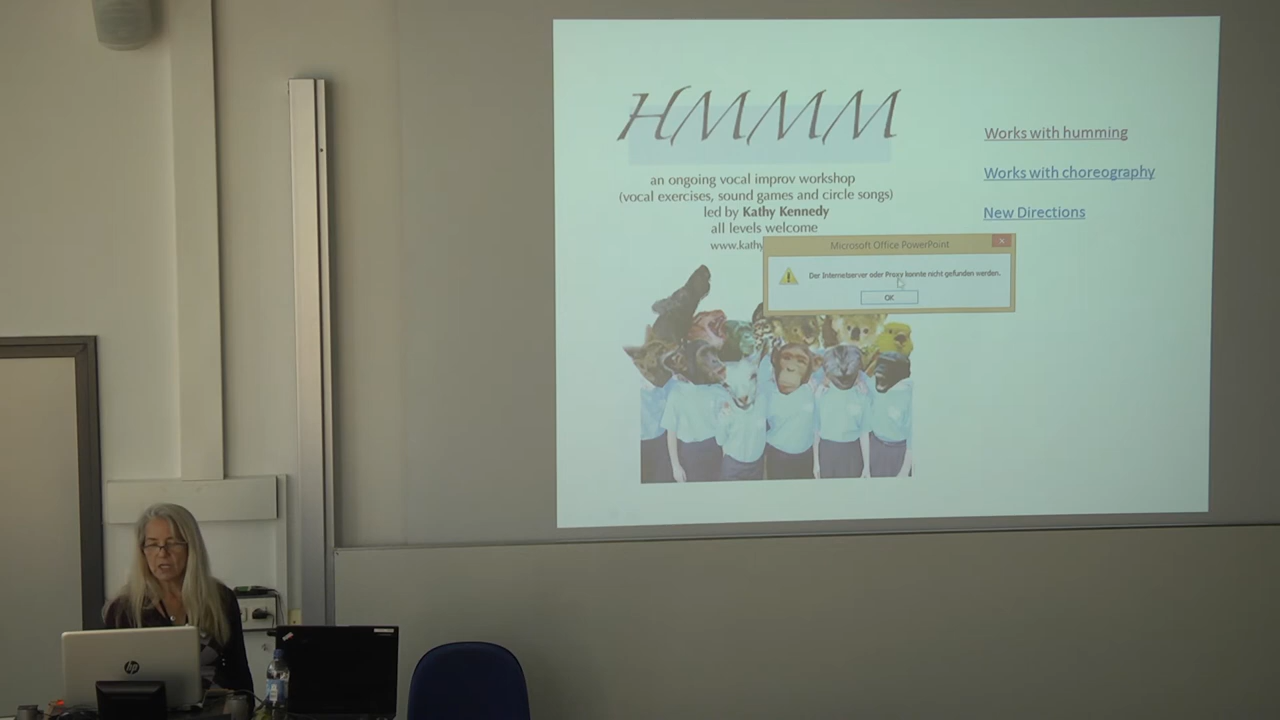 HMMM
an ongoing vocal improv workshop
(vocal exercises, sound games and circle songs)
led by Kathy Kennedy
all levels welcome
www.kathy
Works with humming
Works with choreography
New Directions
Microsoft Office PowerPoint
Der Internetserver oder Proxy konnte nicht gefunden werden.
OK
hp